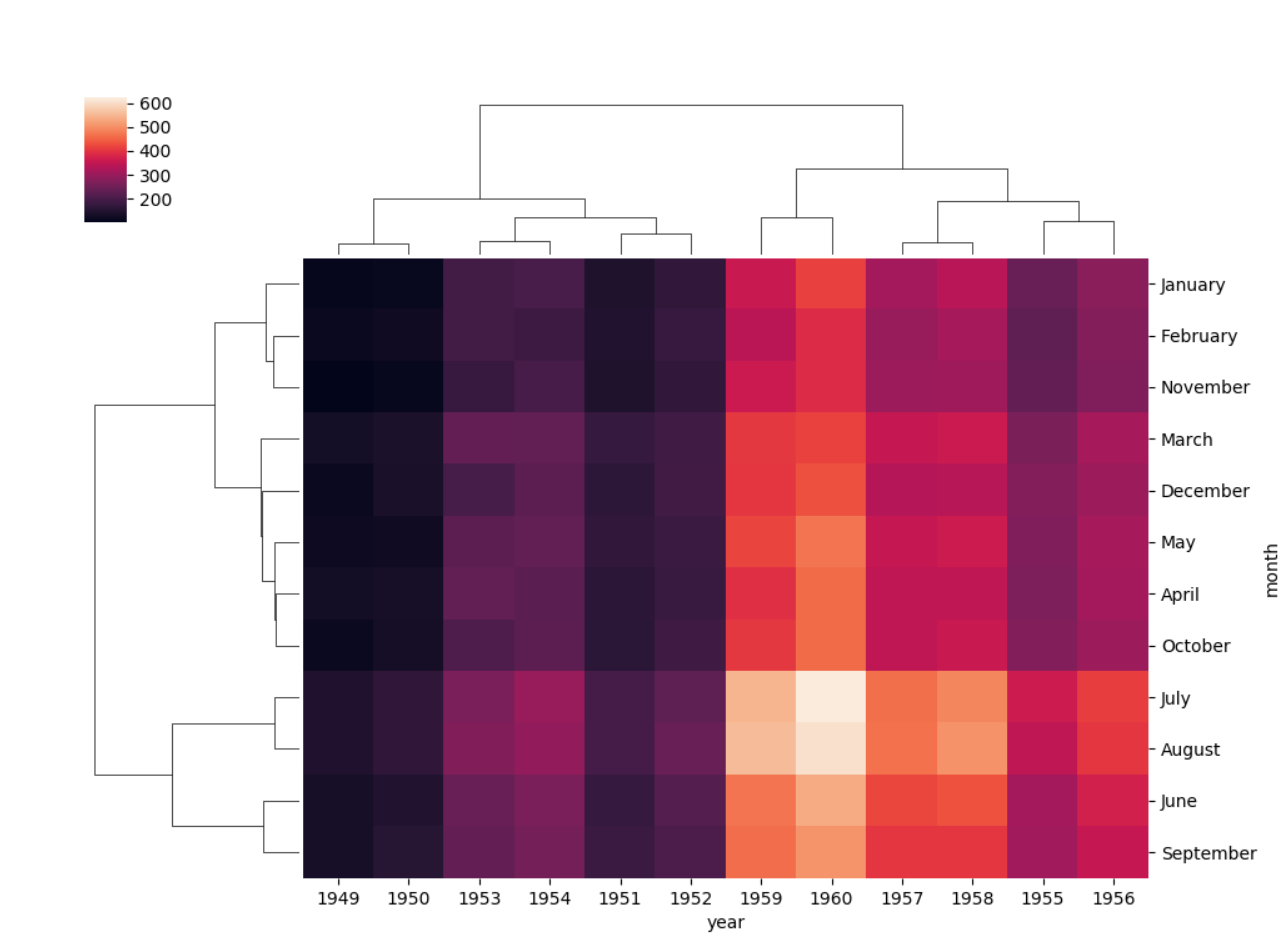 600
500
400
300
200
January
February
November
March
December
May
April
October
July
August
June
September
month
1949 1950 1953 1954 1951 1952 1959 1960 1957 1958 1955 1956
year